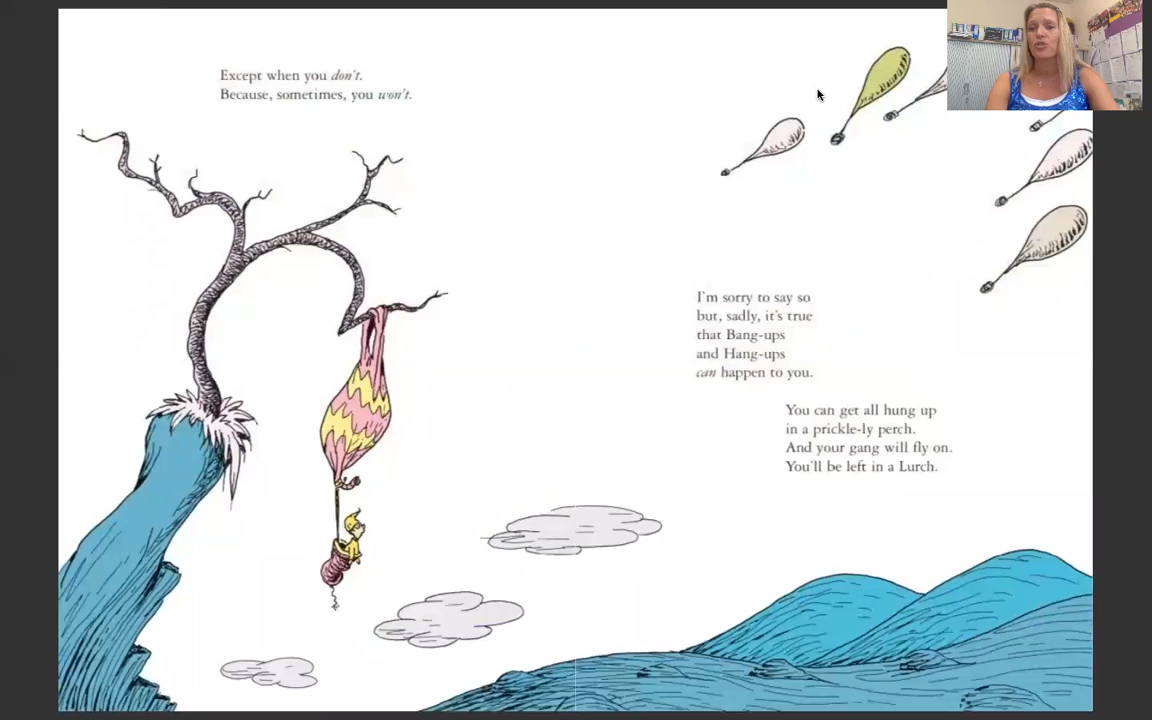 Except when you don't.
Because, sometimes, you won't.
I'm sorry to say so
but, sadly, it's true
that Bang-ups
and Hang-ups
can happen to you.
You can get all hung up
in a prickle-ly perch.
And your gang will fly on.
You'll be left in a Lurch.